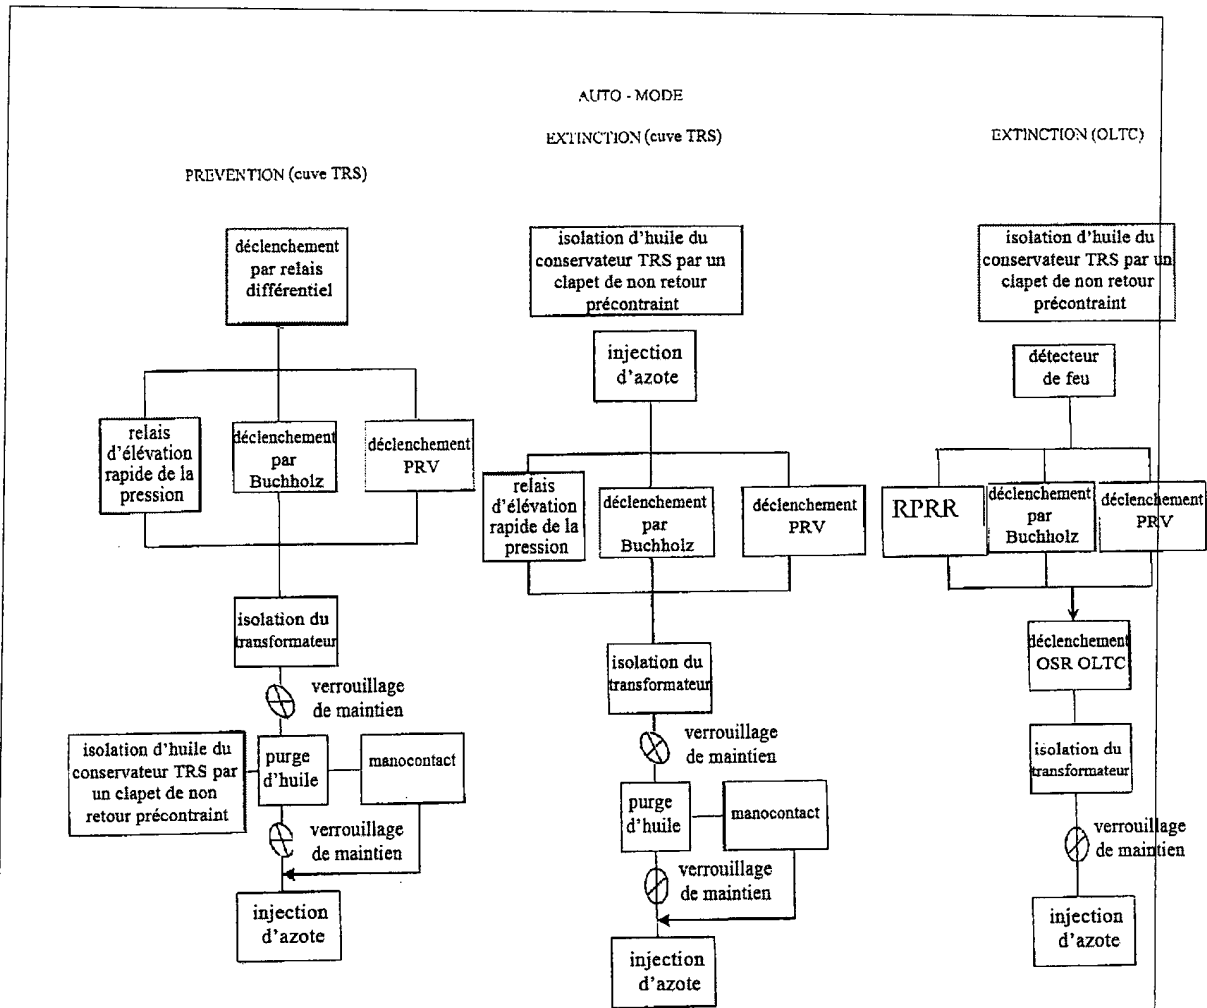 AUTO - MODE
EXTINCTION (cuve TRS)
EXTINCTION (OLTC)
PREVENTION (cuve TRS)
déclenchement
par relais
différentiel
relais
d'élévation
rapide de la
pression
déclenchement
par
Buchholz
déclenchement
PRV
isolation du
transformateur
verrouillage
de maintien
isolation d'huile du
conservateur TRS par
un clapet de non
retour précontraint
purge
d'huile
manocontact
verrouillage
de maintien
injection
d'azote
isolation d'huile du
conservateur TRS par un
clapet de non retour
précontraint
injection
d'azote
relais
d'élévation
rapide de la
pression
déclenchement
par
Buchholz
déclenchement
PRV
isolation du
transformateur
verrouillage
de maintien
purge
d'huile
manocontact
verrouillage
de maintien
injection
d'azote
isolation d'huile du
conservateur TRS par un
clapet de non retour
précontraint
détecteur
de feu
RPRR
déclenchement
par
Buchholz
déclenchement
PRV
déclenchement
OSR OLTC
isolation du
transformateur
verrouillage
de maintien
injection
d'azote